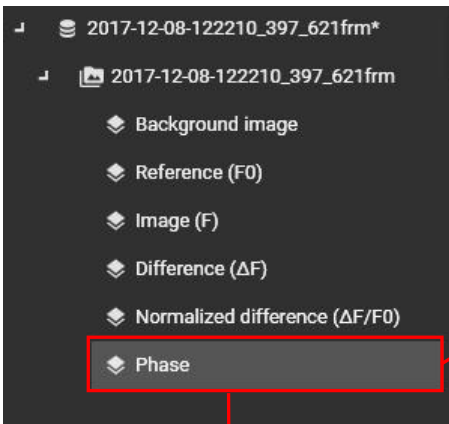 2017-12-08-122210_397_621frm*
2017-12-08-122210_397_621frm
Background image
Reference (F0)
Image (F)
Difference (ΔF)
Normalized difference (ΔF/F0)
Phase